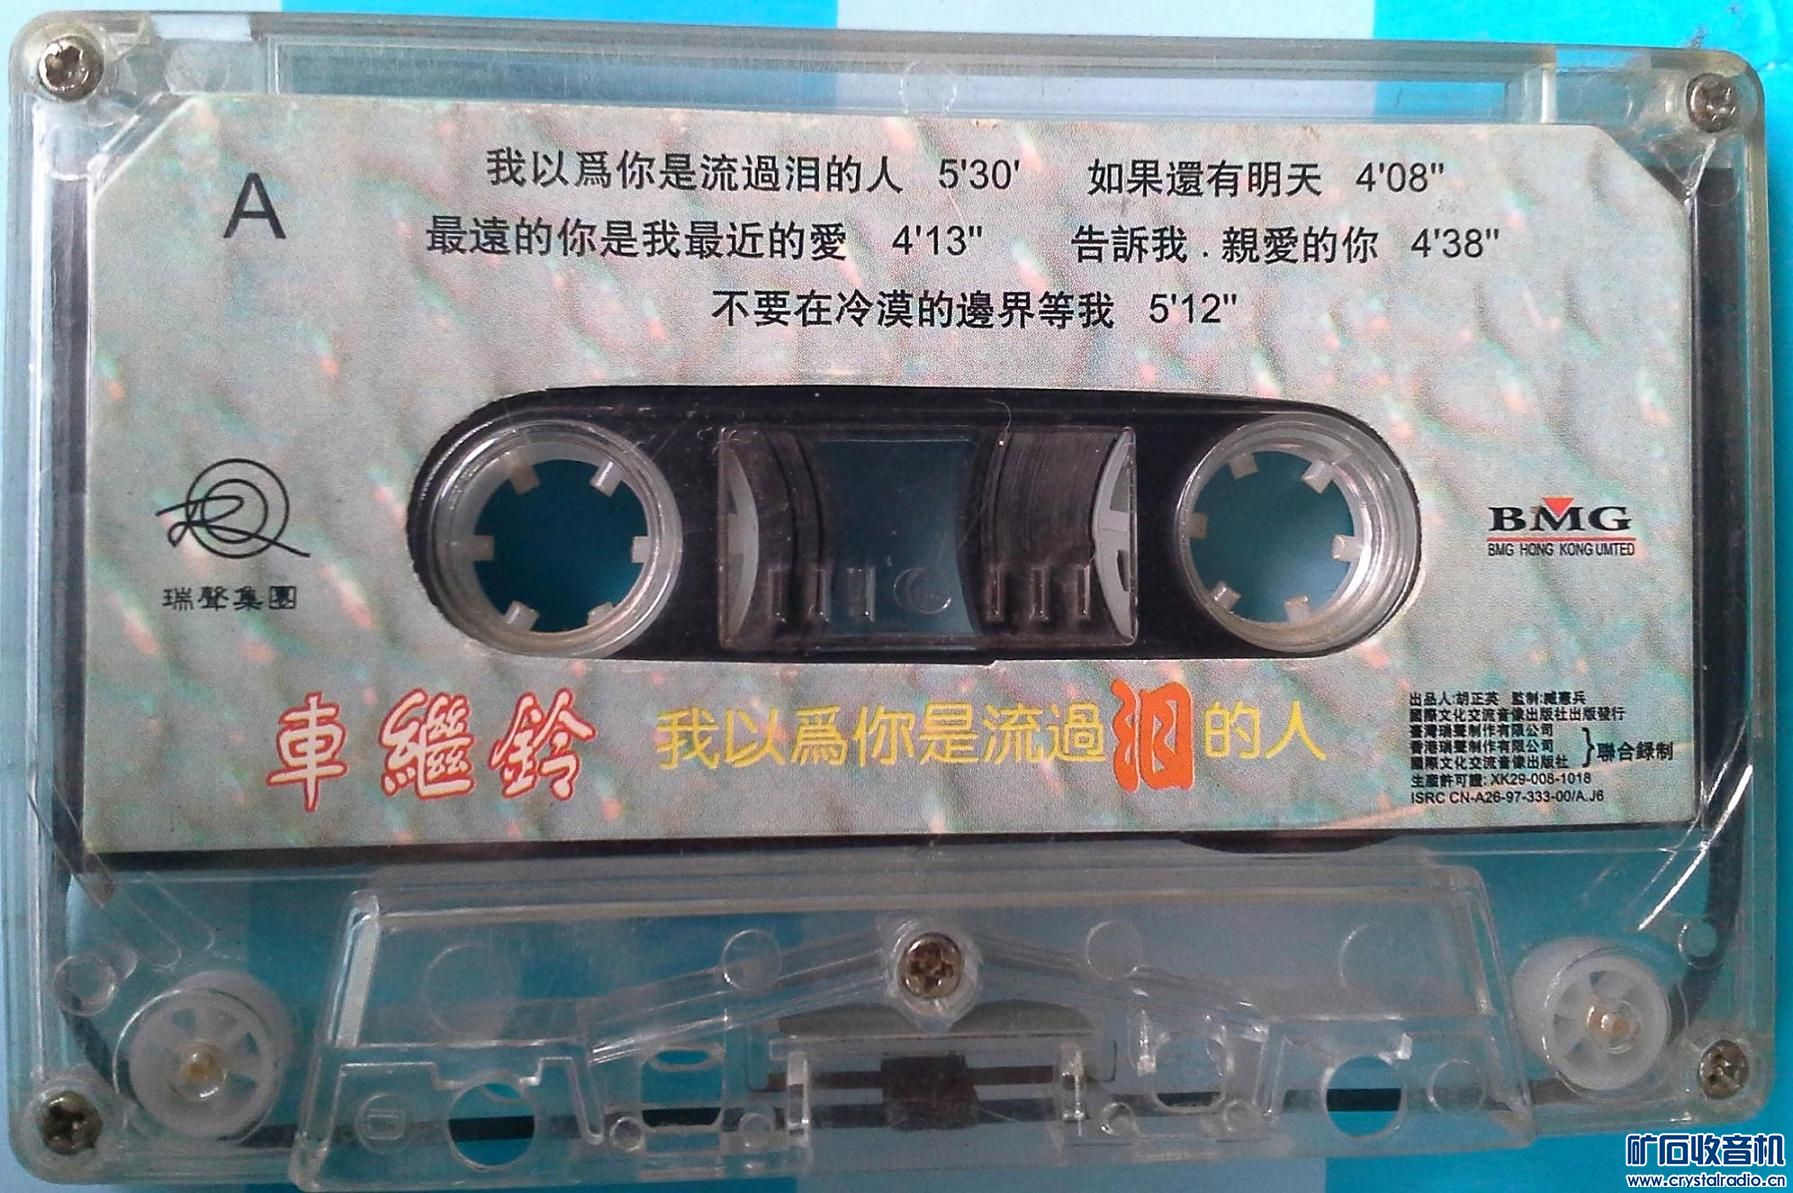 A
我以爲你是流過泪的人 5'30' 如果還有明天 4'08"
最遠的你是我最近的愛 4'13" 告訴我.親愛的你 4'38"
不要在冷漠的邊界等我 5'12"
瑞聲集團
BMG
BMG HONG KONG UMTED
車繼鈴 我以爲你是流過泪的人
出品人:胡正英 監制:臧憲兵
國際文化交流音像出版社出版發行
臺灣瑞聲制作有限公司
香港瑞聲制作有限公司
國際文化交流音像出版社
}聯合録制
生産許可證: XK29-008-1018
ISRC CN-A26-97-333-00/A.J6
矿石收音机
www.crystalradio.cn